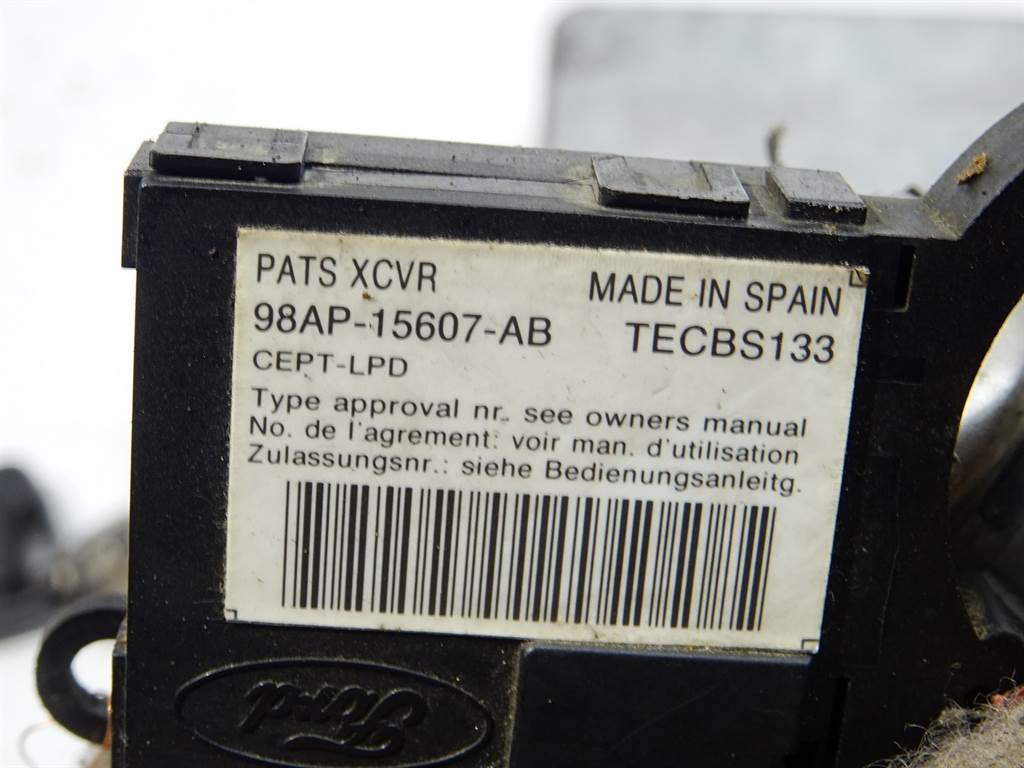 PATS XCVR MADE IN SPAIN
98AP-15607-AB TECBS133
CEPT-LPD
Type approval nr. see owners manual
No. de l'agrement: voir man. d'utilisation
Zulassungsnr.: siehe Bedienungsanleitg.
Ford